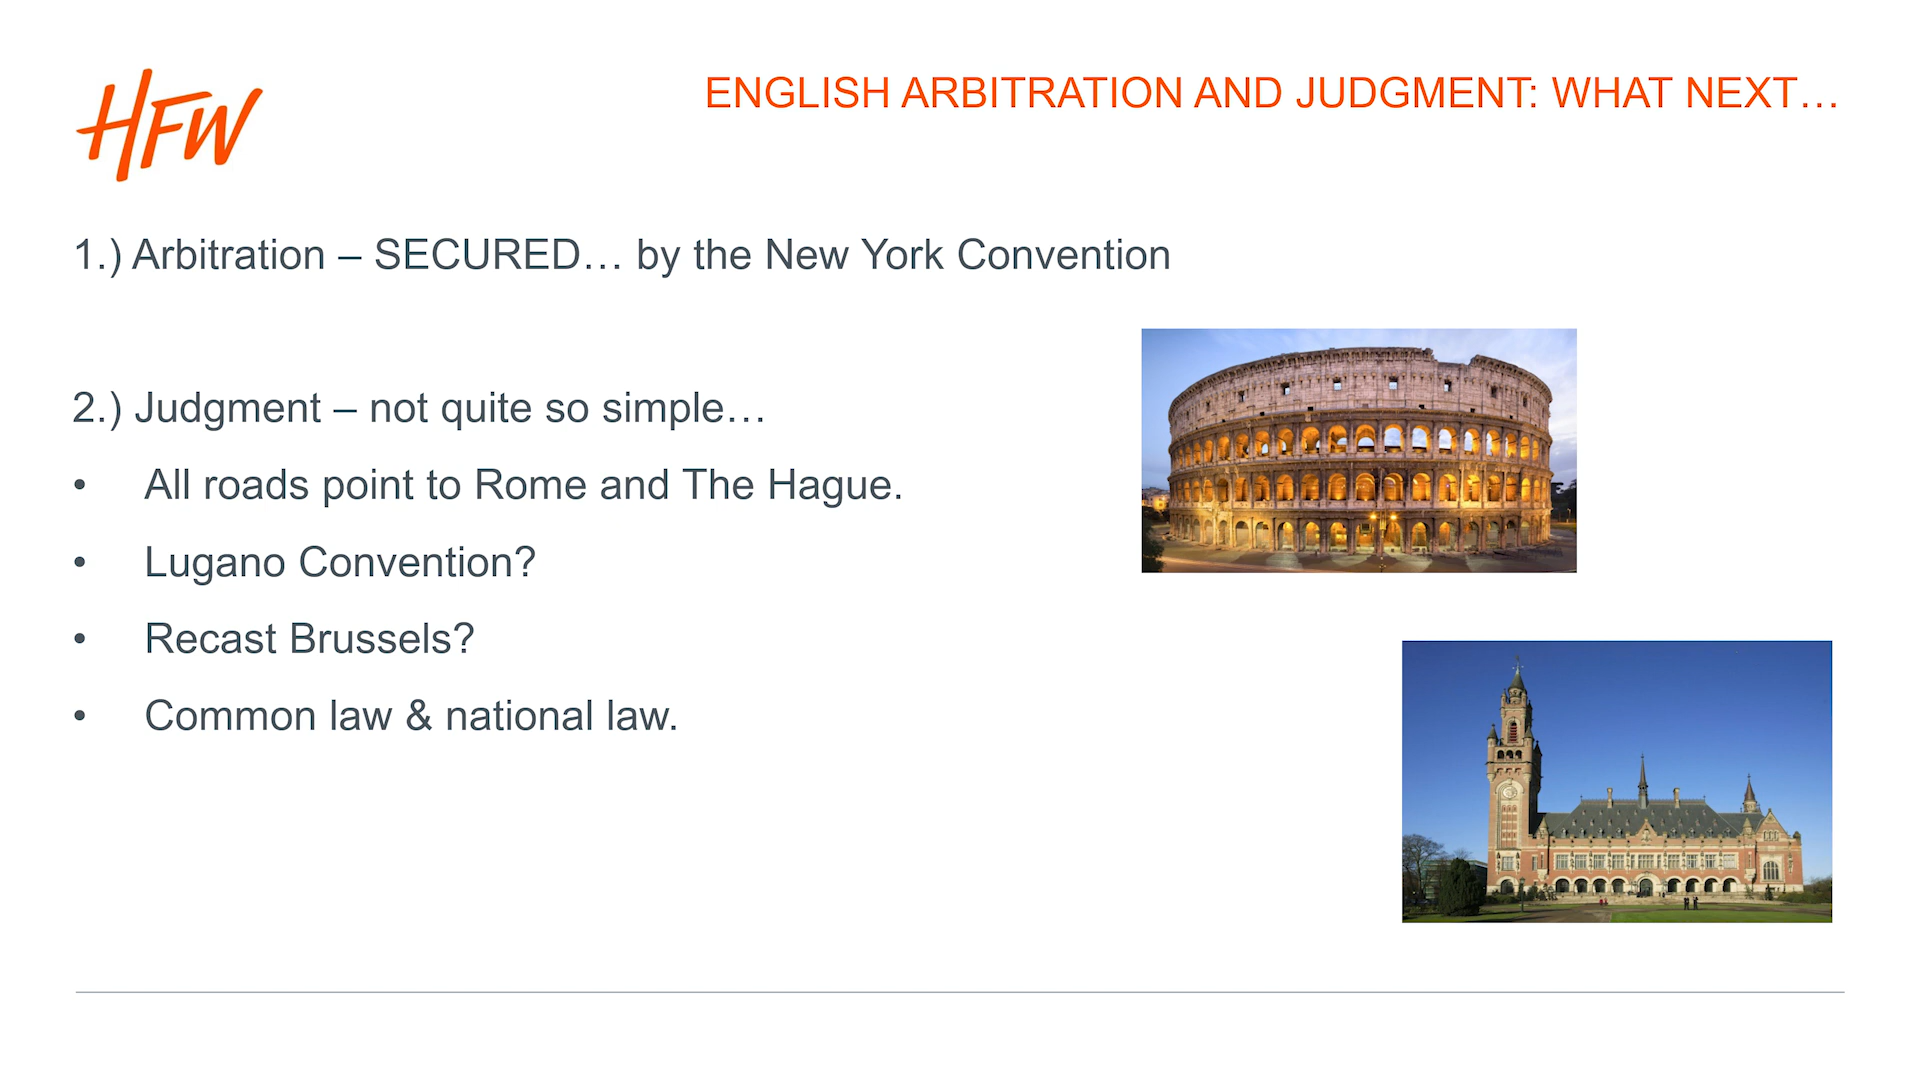 HFW
ENGLISH ARBITRATION AND JUDGMENT: WHAT NEXT…
1.) Arbitration – SECURED… by the New York Convention
2.) Judgment – not quite so simple…
• All roads point to Rome and The Hague.
• Lugano Convention?
• Recast Brussels?
• Common law & national law.